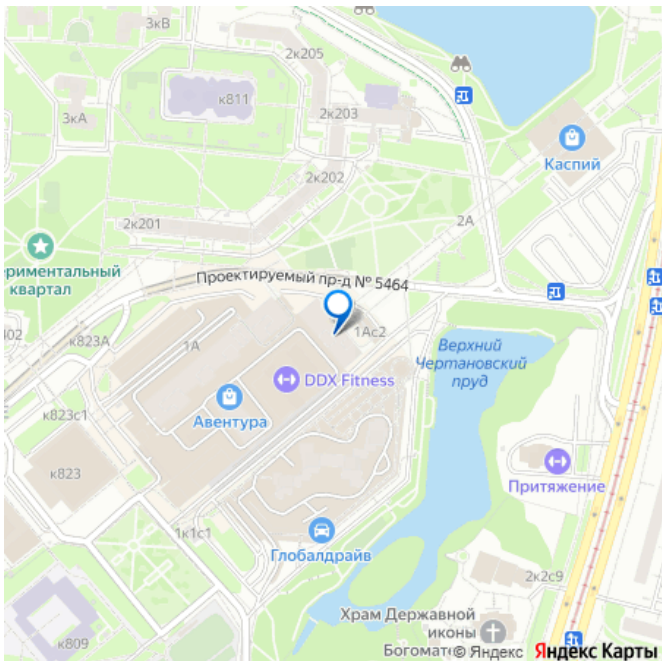 3кВ
2к205
к811
2к203
3кА
Каспий
2к202
2А
2к201
ериментальный
квартал
Проектируемый пр-д № 5464
402
к823А
1А
1Ас2
Верхний
Чертановский
пруд
DDX Fitness
к823с1
Авентура
к823
Притяжение
1к1с1
Глобалдрайв
2к2с9
Храм Державной
иконы
к809
Богомат
© Яндекс
Яндекс Карты